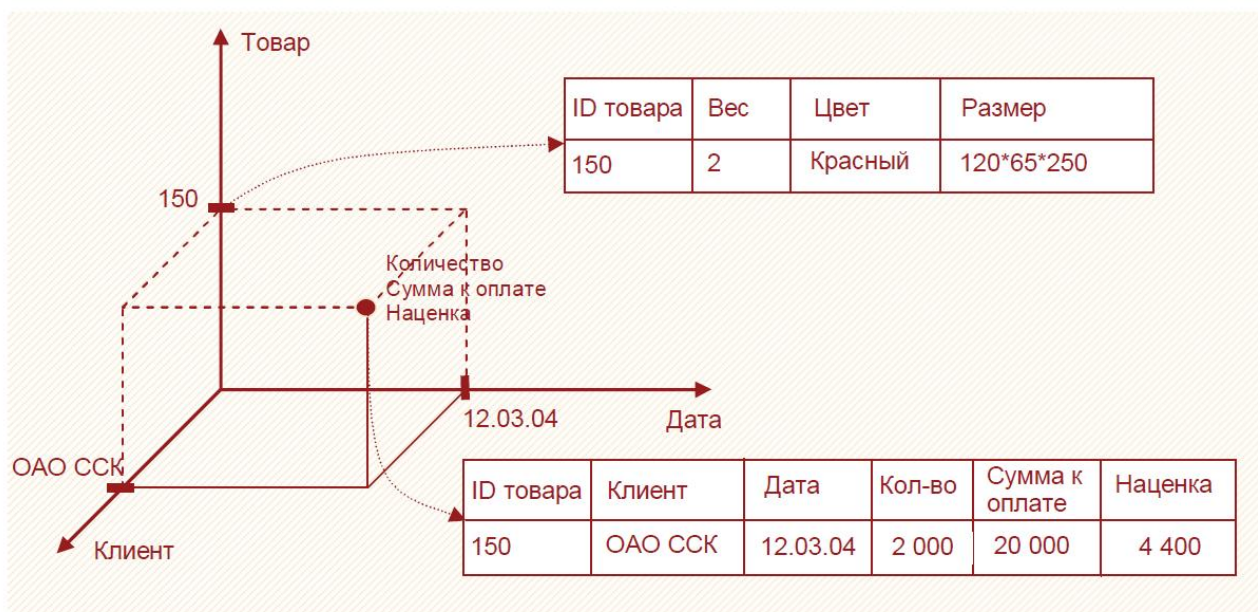 Товар
ID товара Вес Цвет Размер
150 2 Красный 120*65*250
150
Количество
Сумма к оплате
Наценка
12.03.04
Дата
ОАО ССК
Клиент
ID товара Клиент Дата Кол-во Сумма к оплате Наценка
150 ОАО ССК 12.03.04 2 000 20 000 4 400